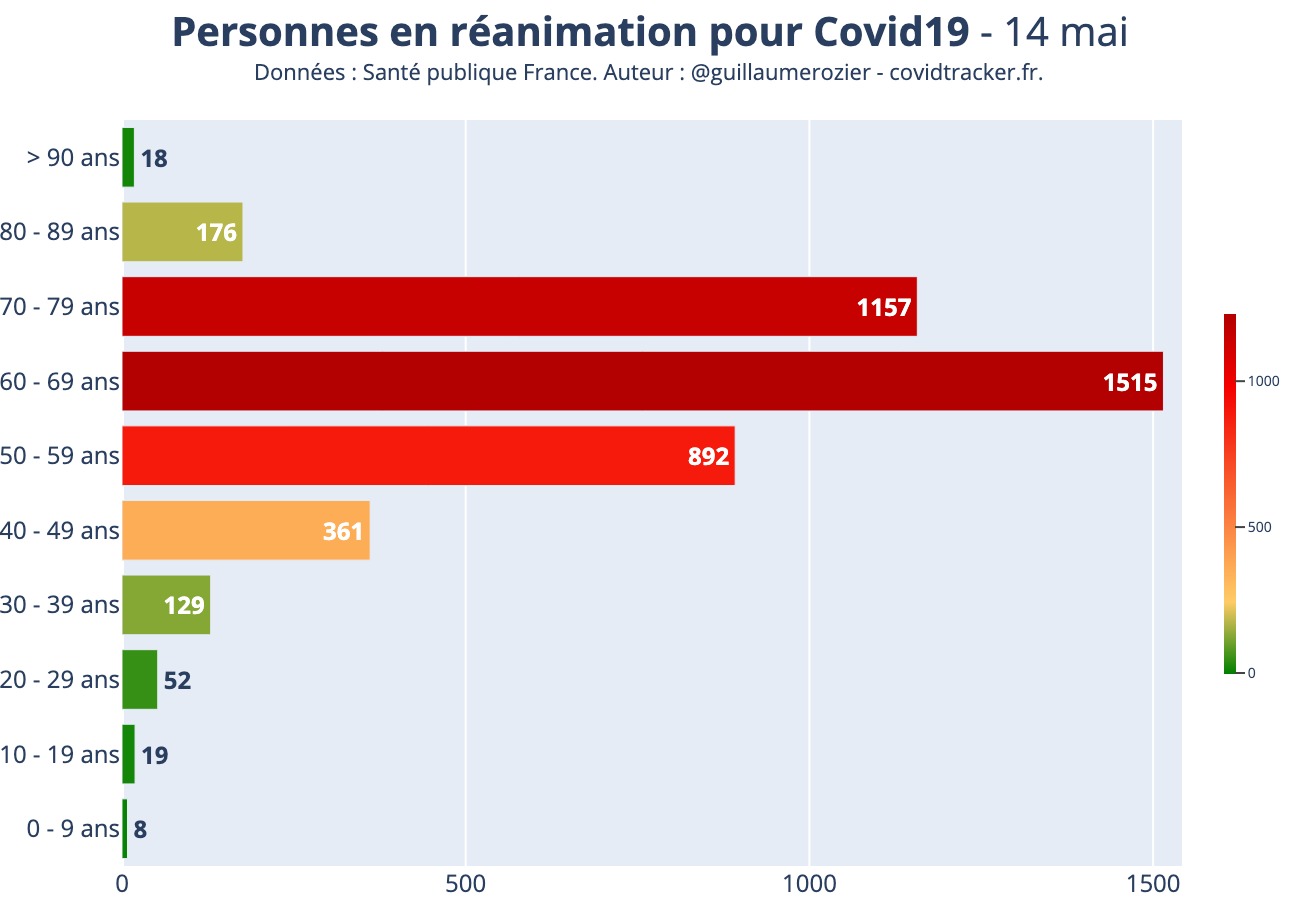 Personnes en réanimation pour Covid19 - 14 mai
Données : Santé publique France. Auteur : @guillaumerozier - covidtracker.fr.
> 90 ans 18
80 - 89 ans 176
70 - 79 ans 1157
60 - 69 ans 1515
50 - 59 ans 892
40 - 49 ans 361
30 - 39 ans 129
20 - 29 ans 52
10 - 19 ans 19
0 - 9 ans 8
0 500 1000 1500
1000
500
0